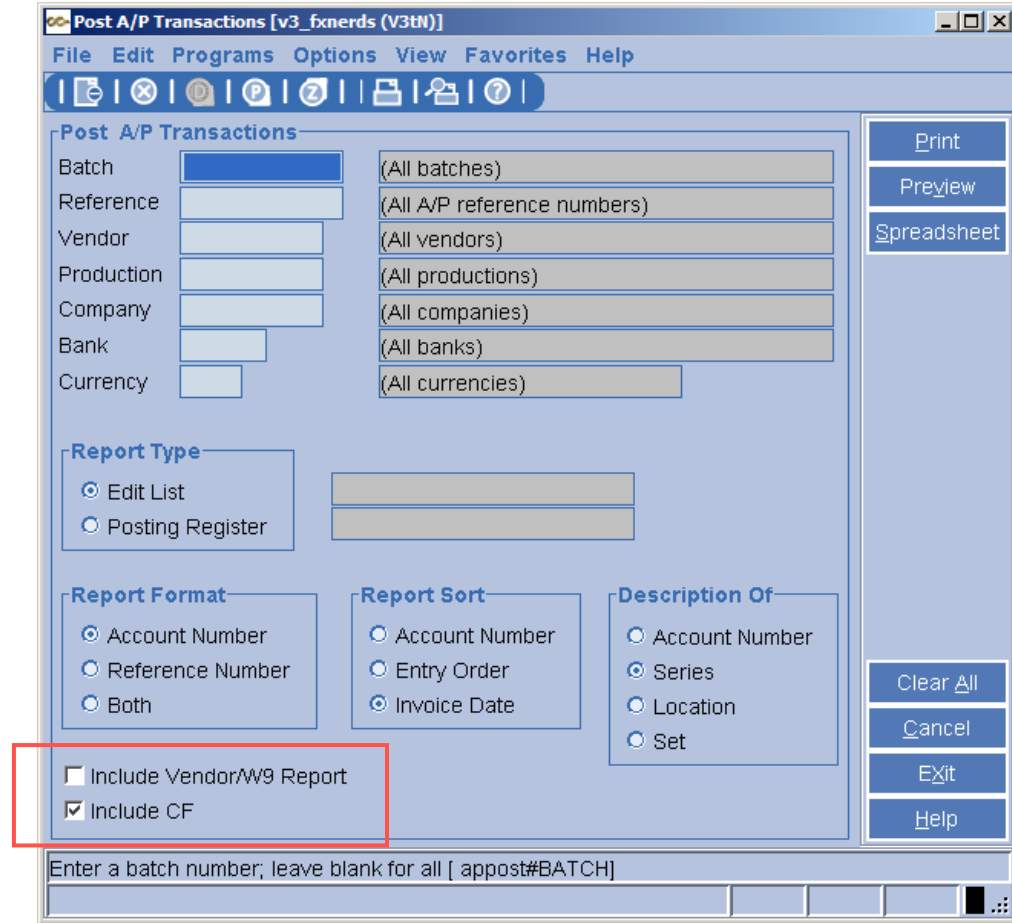 Post A/P Transactions [v3_fxnerds (V3tN)]
File Edit Programs Options View Favorites Help
Post A/P Transactions
Batch (All batches)
Reference (All A/P reference numbers)
Vendor (All vendors)
Production (All productions)
Company (All companies)
Bank (All banks)
Currency (All currencies)
Report Type
Edit List
Posting Register
Report Format
Account Number
Reference Number
Both
Report Sort
Account Number
Entry Order
Invoice Date
Description Of
Account Number
Series
Location
Set
Include Vendor/W9 Report
Include CF
Print
Preview
Spreadsheet
Clear All
Cancel
EXit
Help
Enter a batch number; leave blank for all [ appost#BATCH]